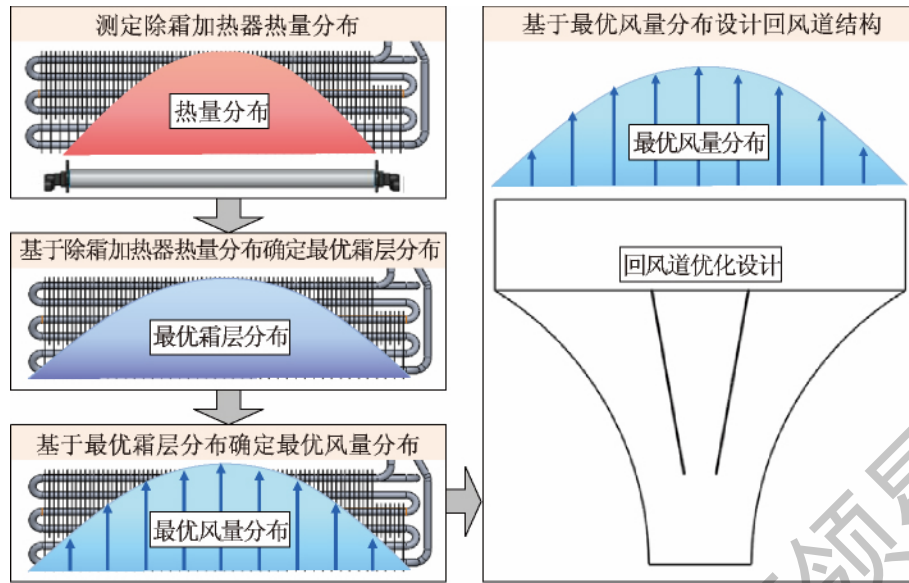 测定除霜加热器热量分布
热量分布
基于除霜加热器热量分布确定最优霜层分布
最优霜层分布
基于最优霜层分布确定最优风量分布
最优风量分布
基于最优风量分布设计回风道结构
最优风量分布
回风道优化设计